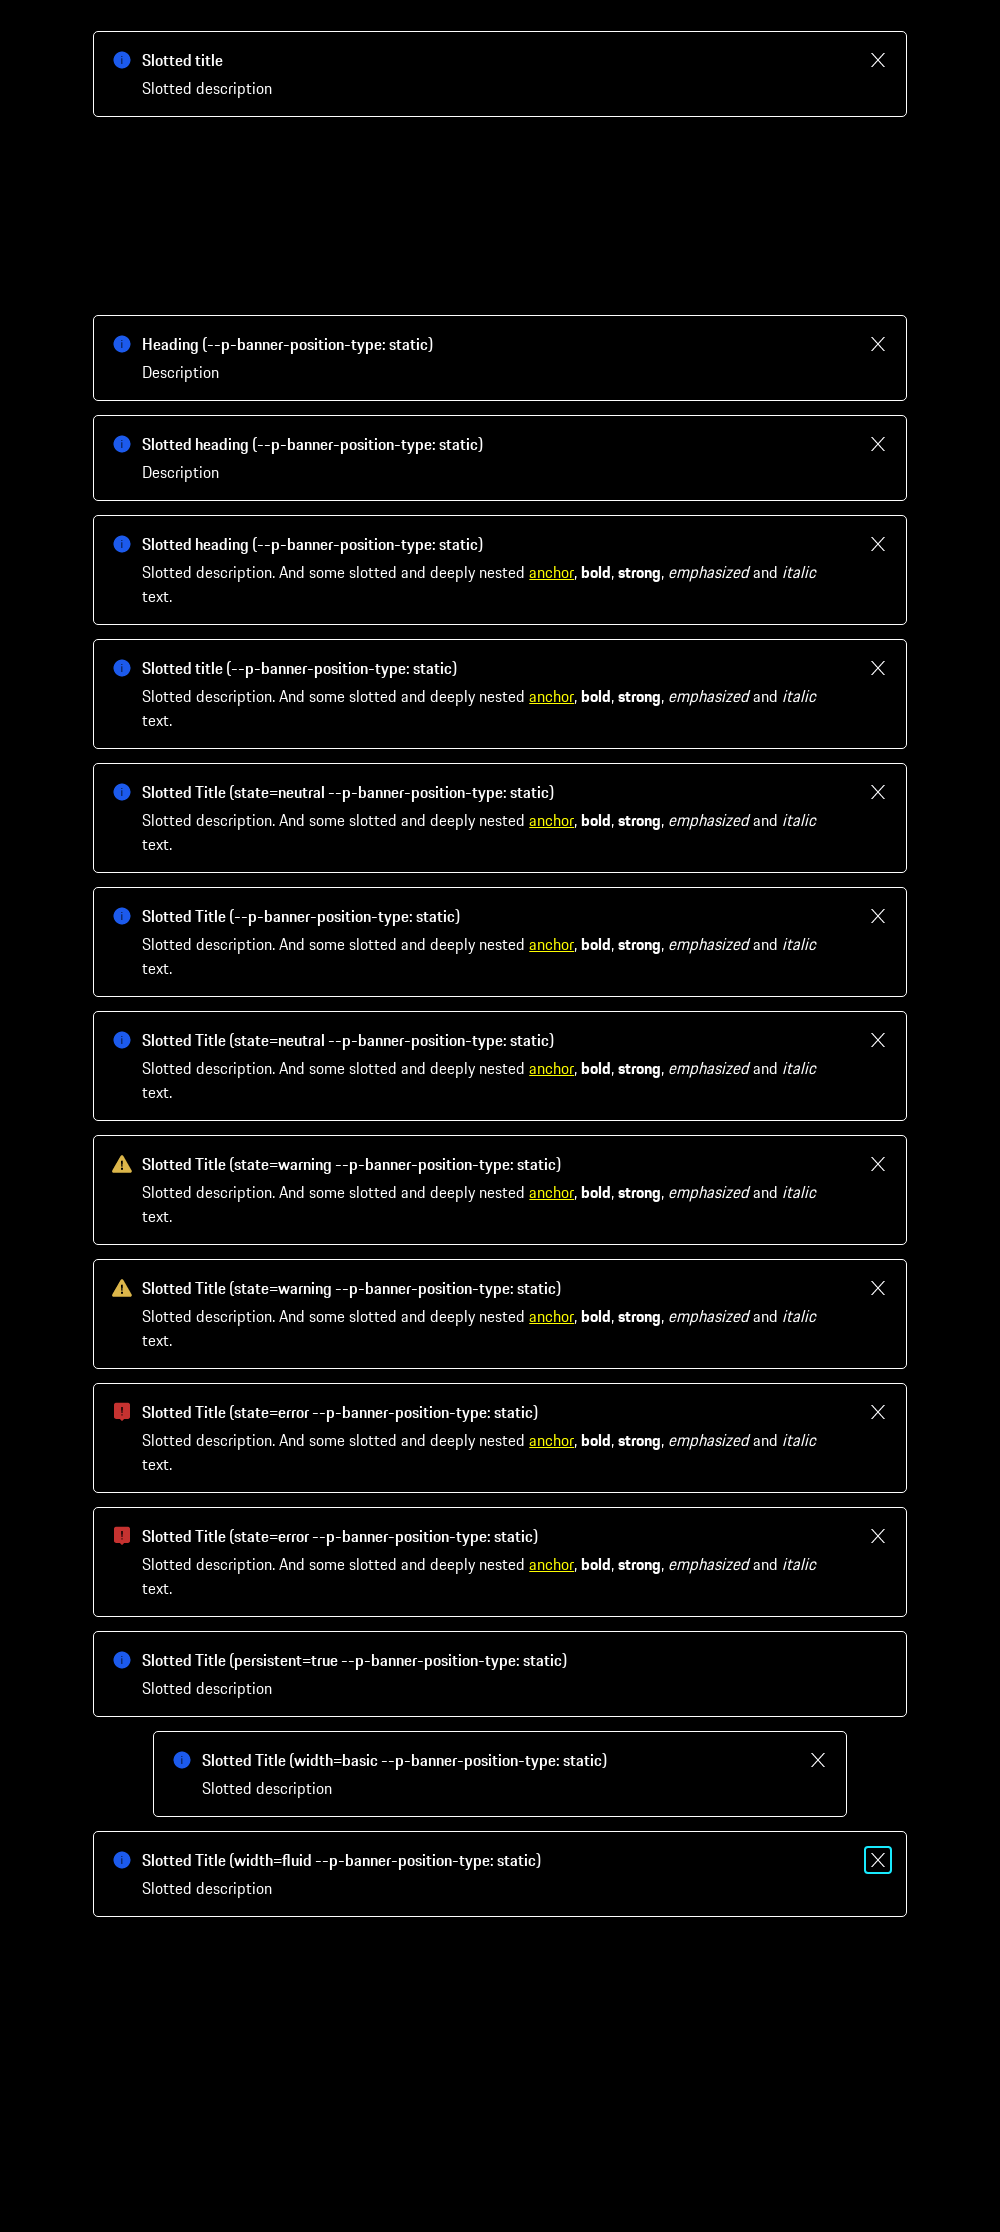 Slotted title
Slotted description
Heading (--p-banner-position-type: static)
Description
Slotted heading (--p-banner-position-type: static)
Description
Slotted heading (--p-banner-position-type: static)
Slotted description. And some slotted and deeply nested anchor, bold, strong, emphasized and italic
text.
Slotted title (--p-banner-position-type: static)
Slotted description. And some slotted and deeply nested anchor, bold, strong, emphasized and italic
text.
Slotted Title (state=neutral --p-banner-position-type: static)
Slotted description. And some slotted and deeply nested anchor, bold, strong, emphasized and italic
text.
Slotted Title (--p-banner-position-type: static)
Slotted description. And some slotted and deeply nested anchor, bold, strong, emphasized and italic
text.
Slotted Title (state=neutral --p-banner-position-type: static)
Slotted description. And some slotted and deeply nested anchor, bold, strong, emphasized and italic
text.
Slotted Title (state=warning --p-banner-position-type: static)
Slotted description. And some slotted and deeply nested anchor, bold, strong, emphasized and italic
text.
Slotted Title (state=warning --p-banner-position-type: static)
Slotted description. And some slotted and deeply nested anchor, bold, strong, emphasized and italic
text.
Slotted Title (state=error --p-banner-position-type: static)
Slotted description. And some slotted and deeply nested anchor, bold, strong, emphasized and italic
text.
Slotted Title (state=error --p-banner-position-type: static)
Slotted description. And some slotted and deeply nested anchor, bold, strong, emphasized and italic
text.
Slotted Title (persistent=true --p-banner-position-type: static)
Slotted description
Slotted Title (width=basic --p-banner-position-type: static)
Slotted description
Slotted Title (width=fluid --p-banner-position-type: static)
Slotted description